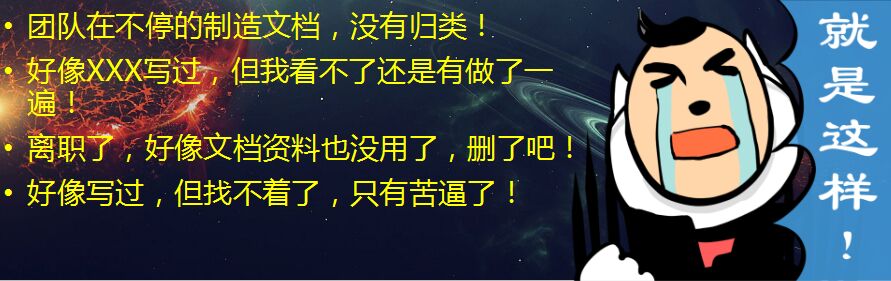 • 团队在不停的制造文档，没有归类！
• 好像XXX写过，但我看不了还是有做了一
遍！
• 离职了，好像文档资料也没用了，删了吧！
• 好像写过，但找不着了，只有苦逼了！
就是这样！